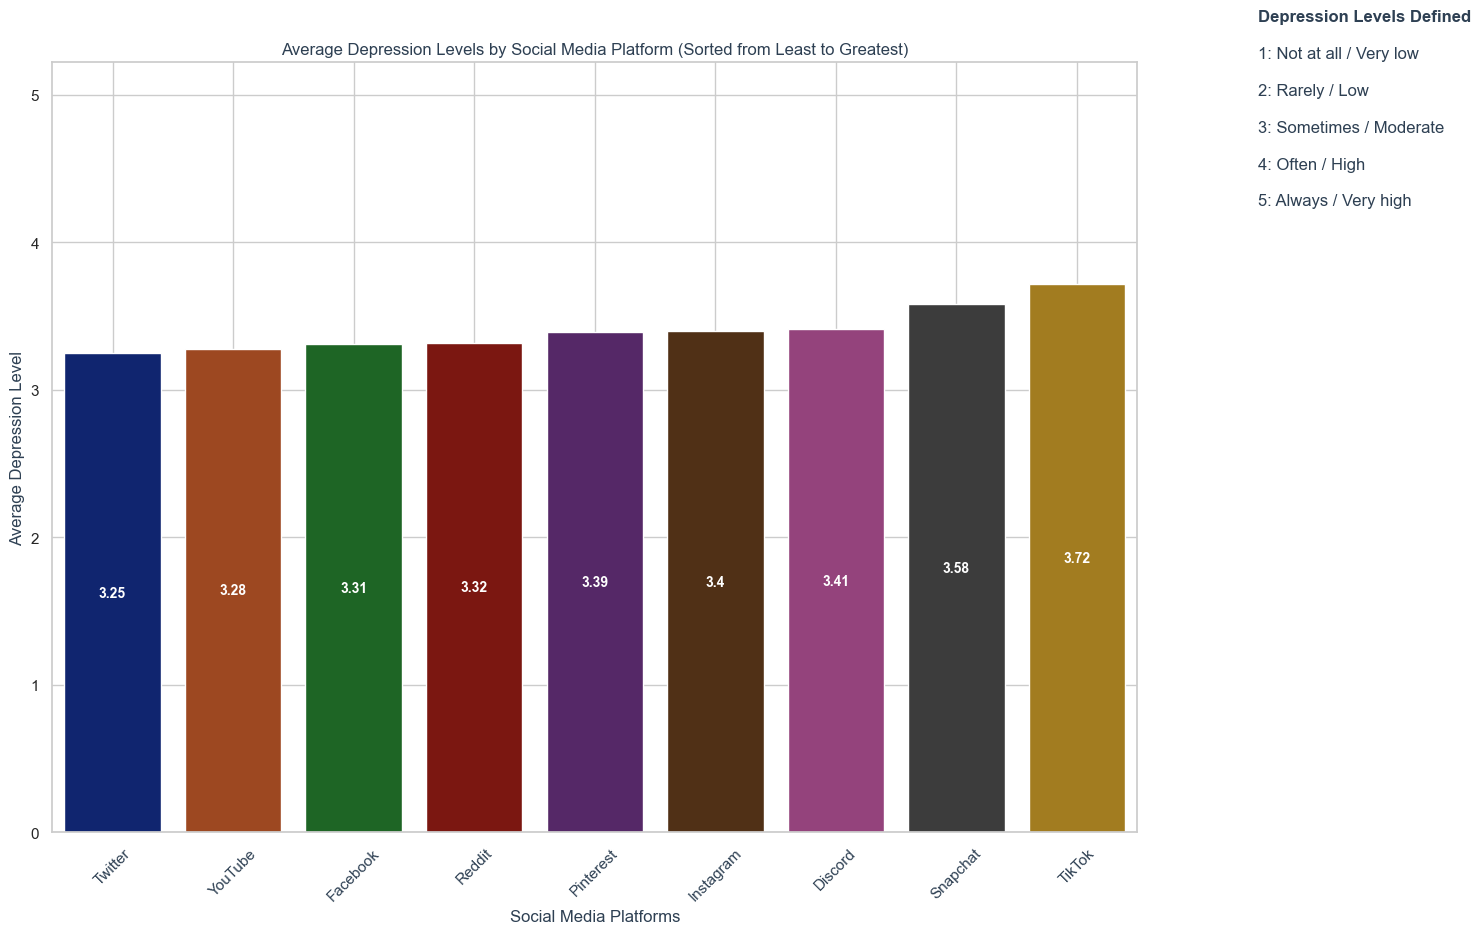 Depression Levels Defined
1: Not at all / Very low
2: Rarely / Low
3: Sometimes / Moderate
4: Often / High
5: Always / Very high
Average Depression Levels by Social Media Platform (Sorted from Least to Greatest)
Average Depression Level
5
4
3
2
1
0
3.25
3.28
3.31
3.32
3.39
3.4
3.41
3.58
3.72
Twitter
YouTube
Facebook
Reddit
Pinterest
Instagram
Discord
Snapchat
TikTok
Social Media Platforms